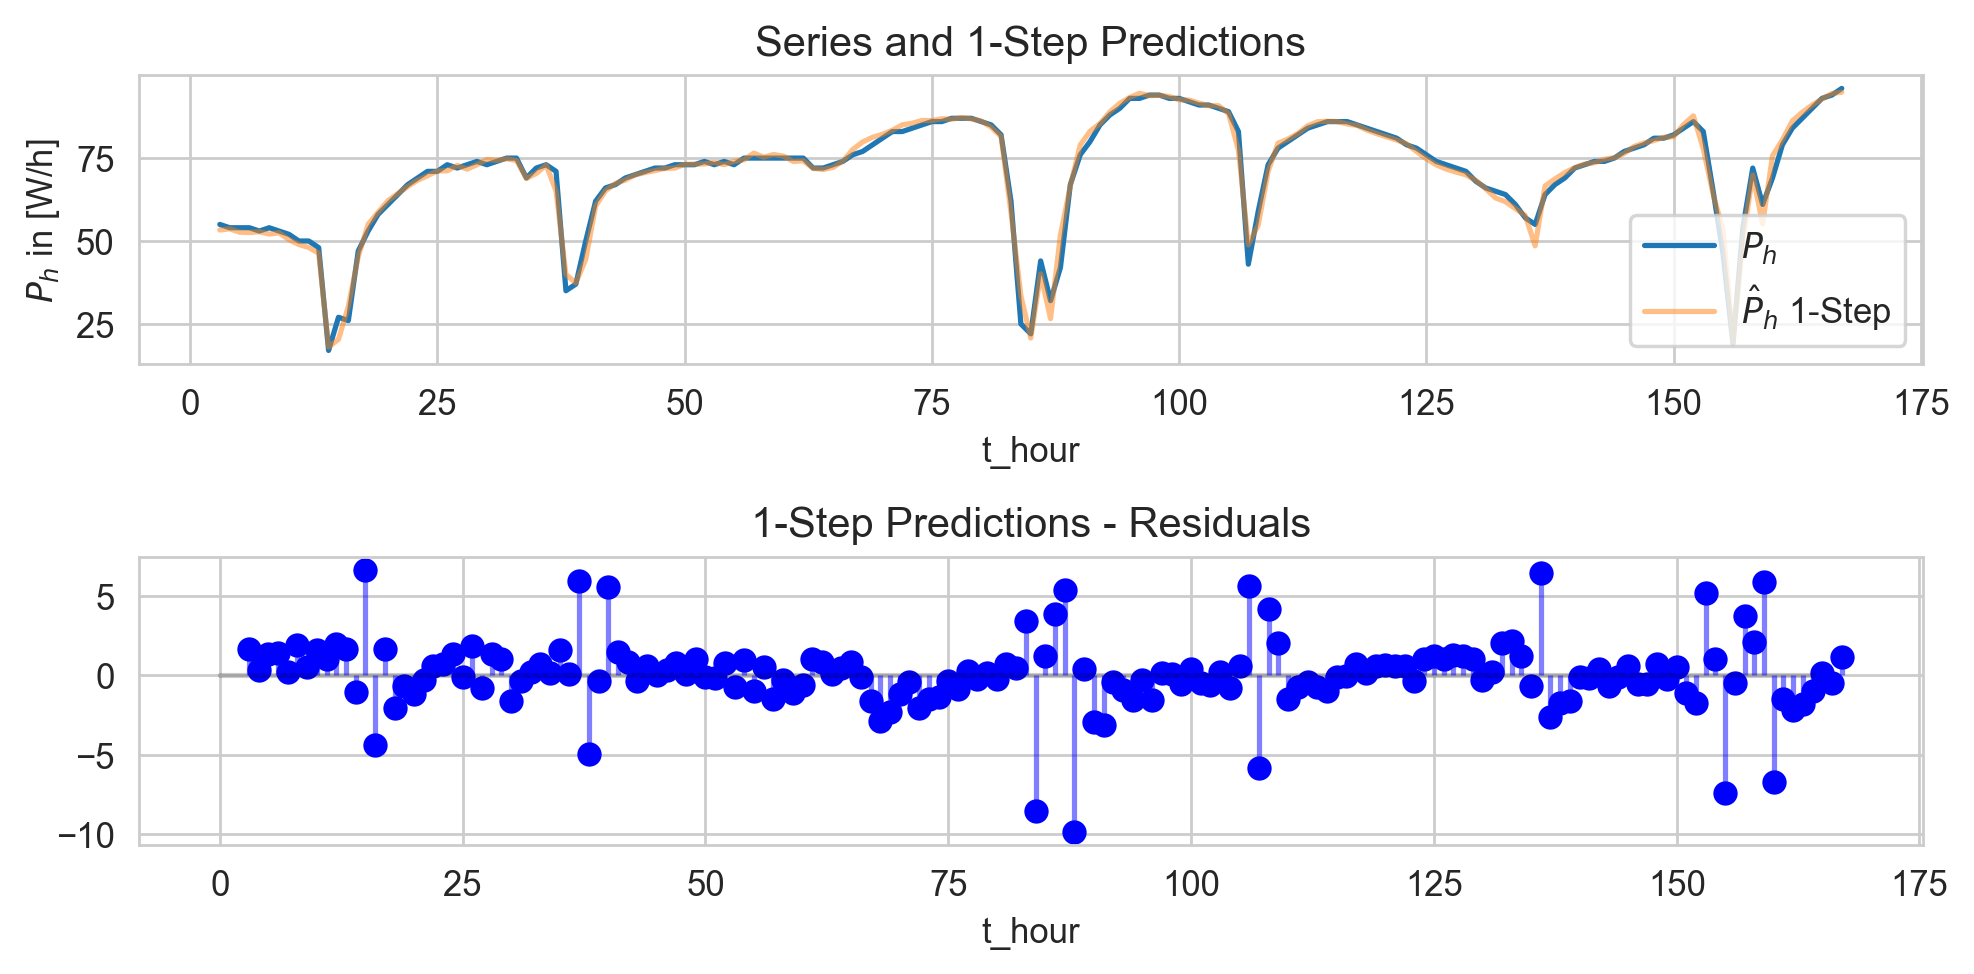 Series and 1-Step Predictions
P_h in [W/h]
75
50
25
P_h
P̂_h 1-Step
0 25 50 75 100 125 150 175
t_hour
1-Step Predictions - Residuals
5
0
−5
−10
0 25 50 75 100 125 150 175
t_hour